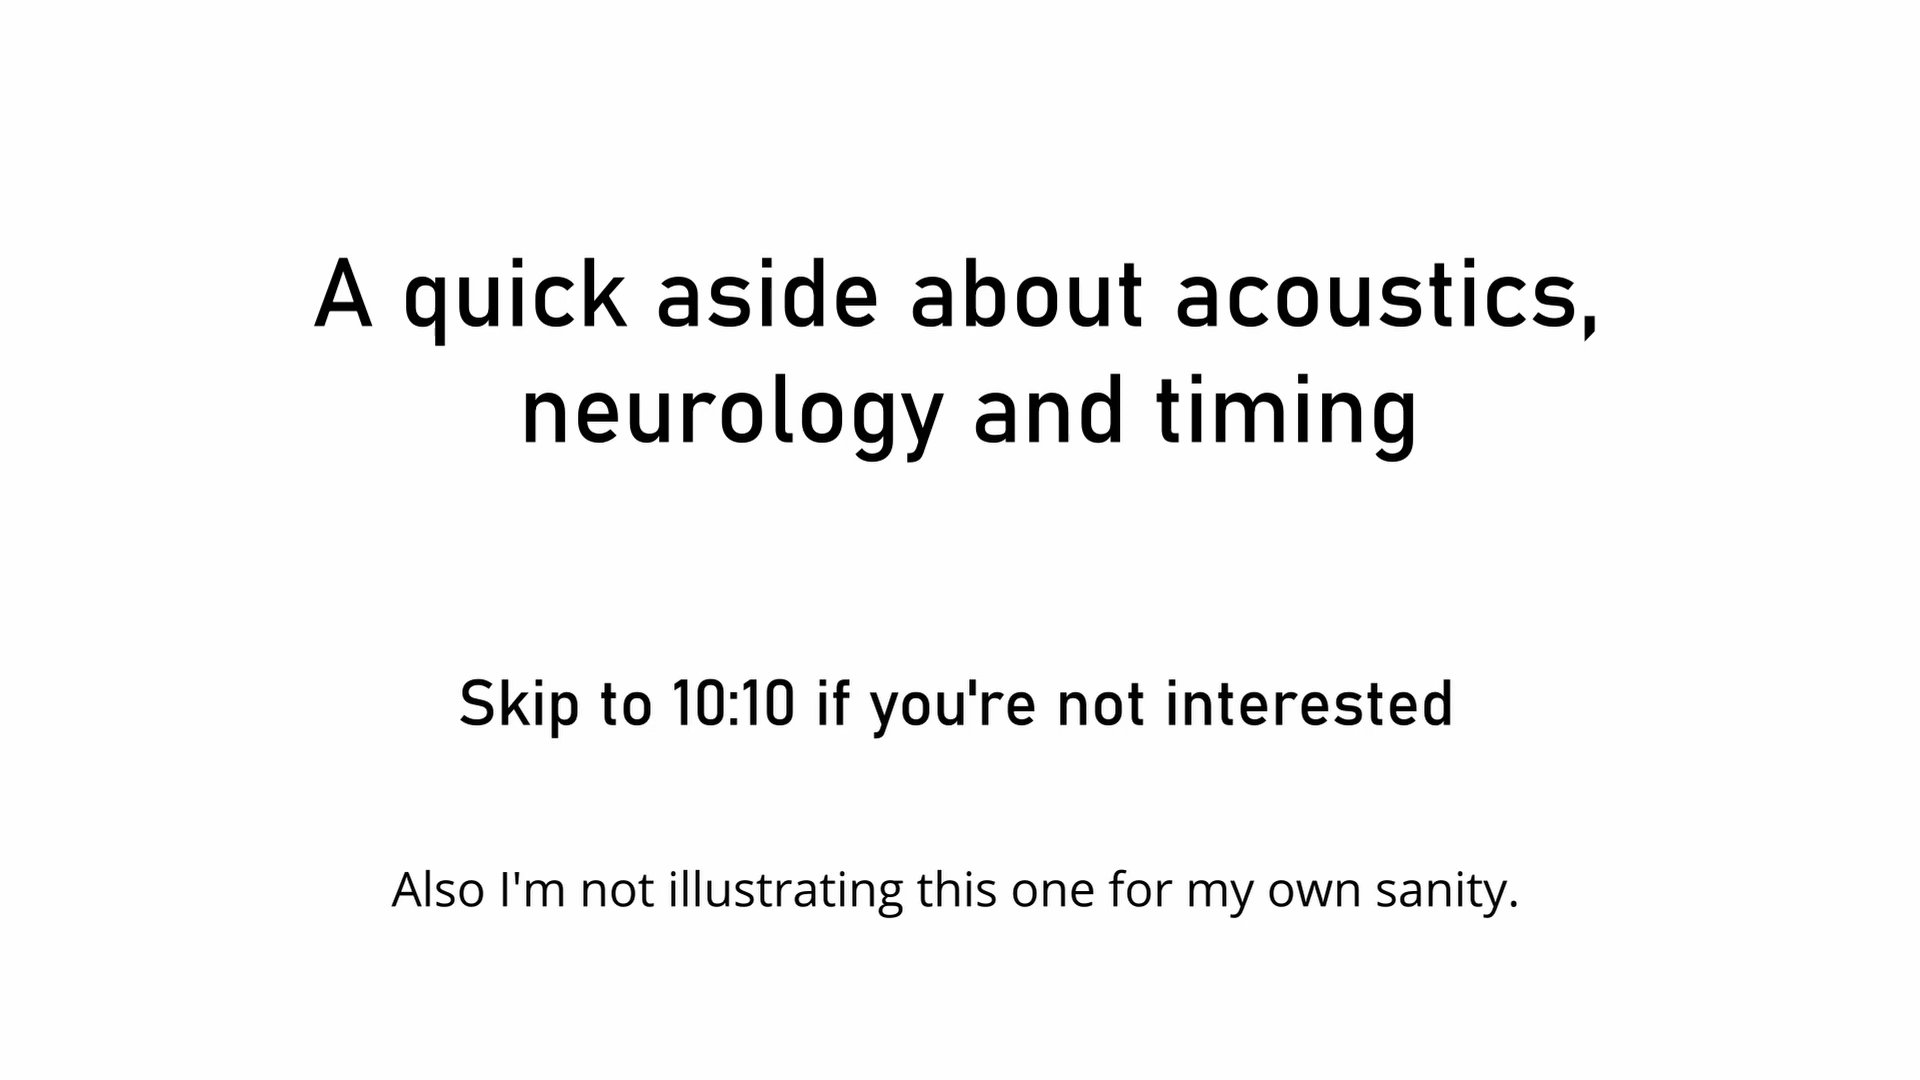 A quick aside about acoustics,
neurology and timing
Skip to 10:10 if you're not interested
Also I'm not illustrating this one for my own sanity.